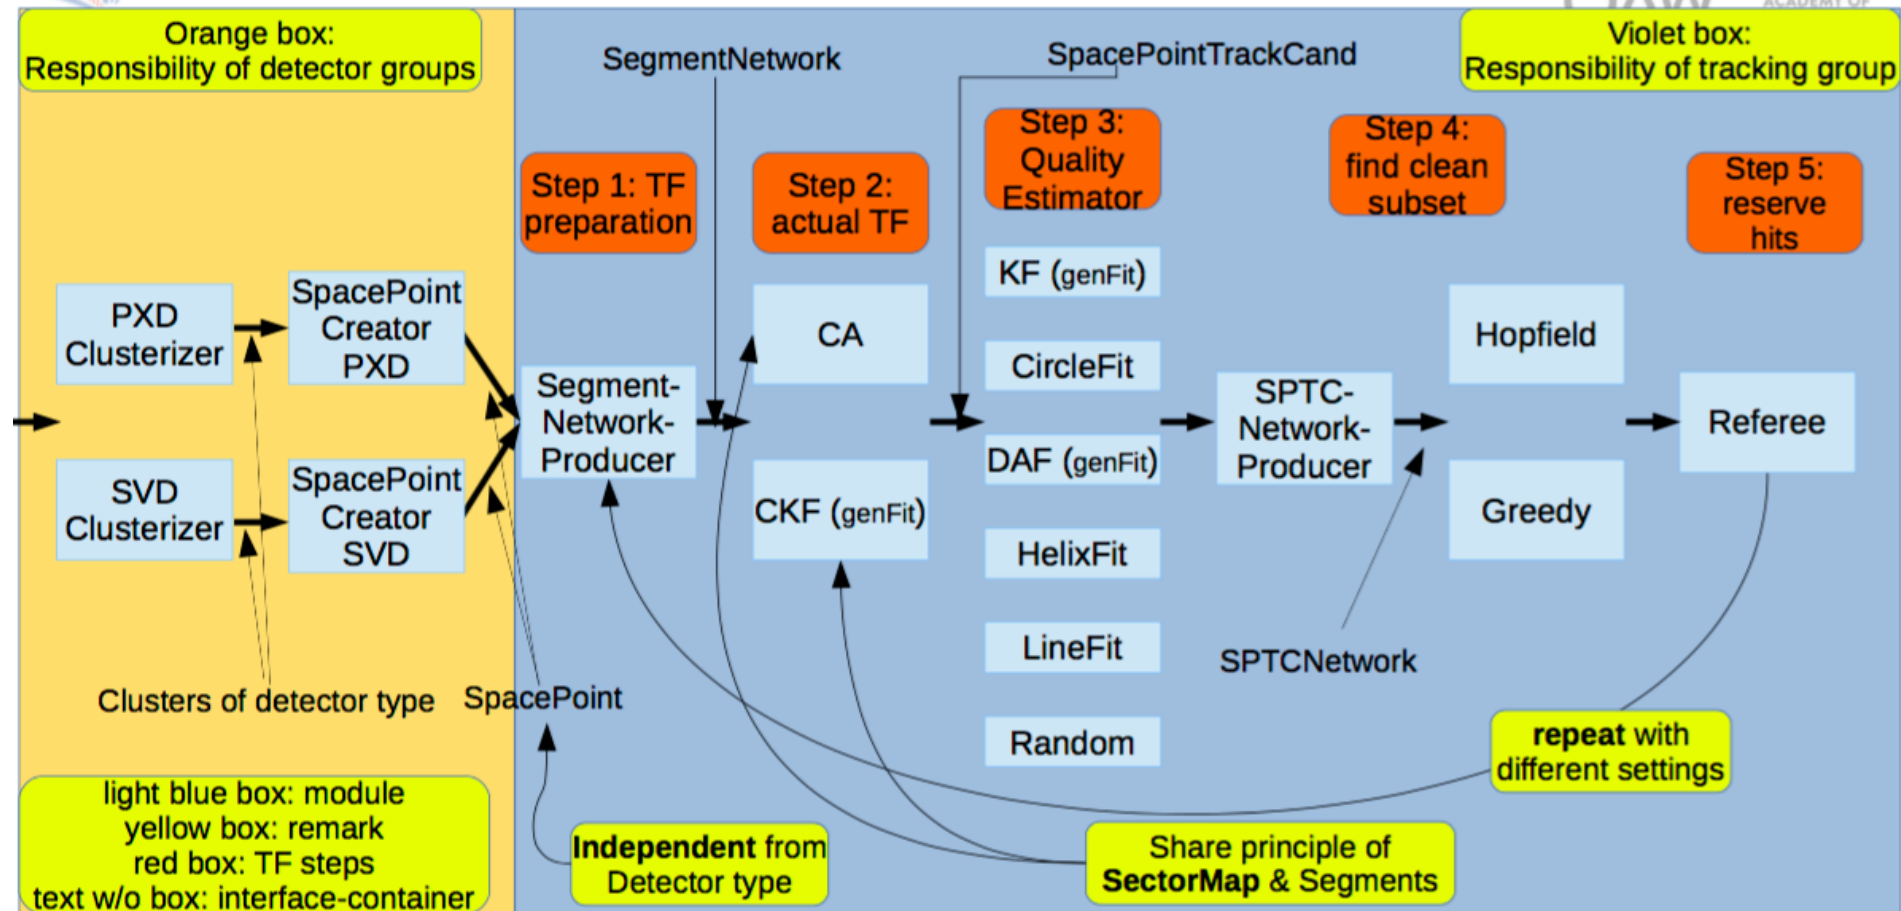 ACADEMY OF
Orange box:
Responsibility of detector groups
SegmentNetwork
SpacePointTrackCand
Violet box:
Responsibility of tracking group
Step 1: TF
preparation
Step 2:
actual TF
Step 3:
Quality
Estimator
Step 4:
find clean
subset
Step 5:
reserve
hits
PXD
Clusterizer
SpacePoint
Creator
PXD
SVD
Clusterizer
SpacePoint
Creator
SVD
Segment-
Network-
Producer
CA
CKF (genFit)
KF (genFit)
CircleFit
DAF (genFit)
HelixFit
LineFit
Random
SPTC-
Network-
Producer
Hopfield
Greedy
Referee
Clusters of detector type
SpacePoint
SPTCNetwork
repeat with
different settings
light blue box: module
yellow box: remark
red box: TF steps
text w/o box: interface-container
Independent from
Detector type
Share principle of
SectorMap & Segments